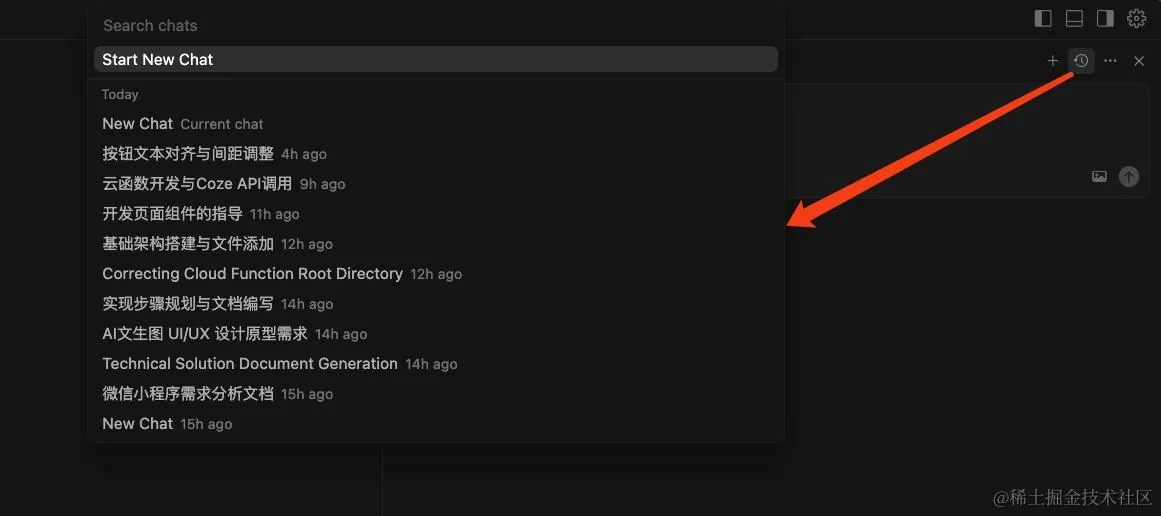 Search chats
Start New Chat
Today
New Chat Current chat
按钮文本对齐与间距调整 4h ago
云函数开发与Coze API调用 9h ago
开发页面组件的指导 11h ago
基础架构搭建与文件添加 12h ago
Correcting Cloud Function Root Directory 12h ago
实现步骤规划与文档编写 14h ago
AI文生图 UI/UX 设计原型需求 14h ago
Technical Solution Document Generation 14h ago
微信小程序需求分析文档 15h ago
New Chat 15h ago
@稀土掘金技术社区